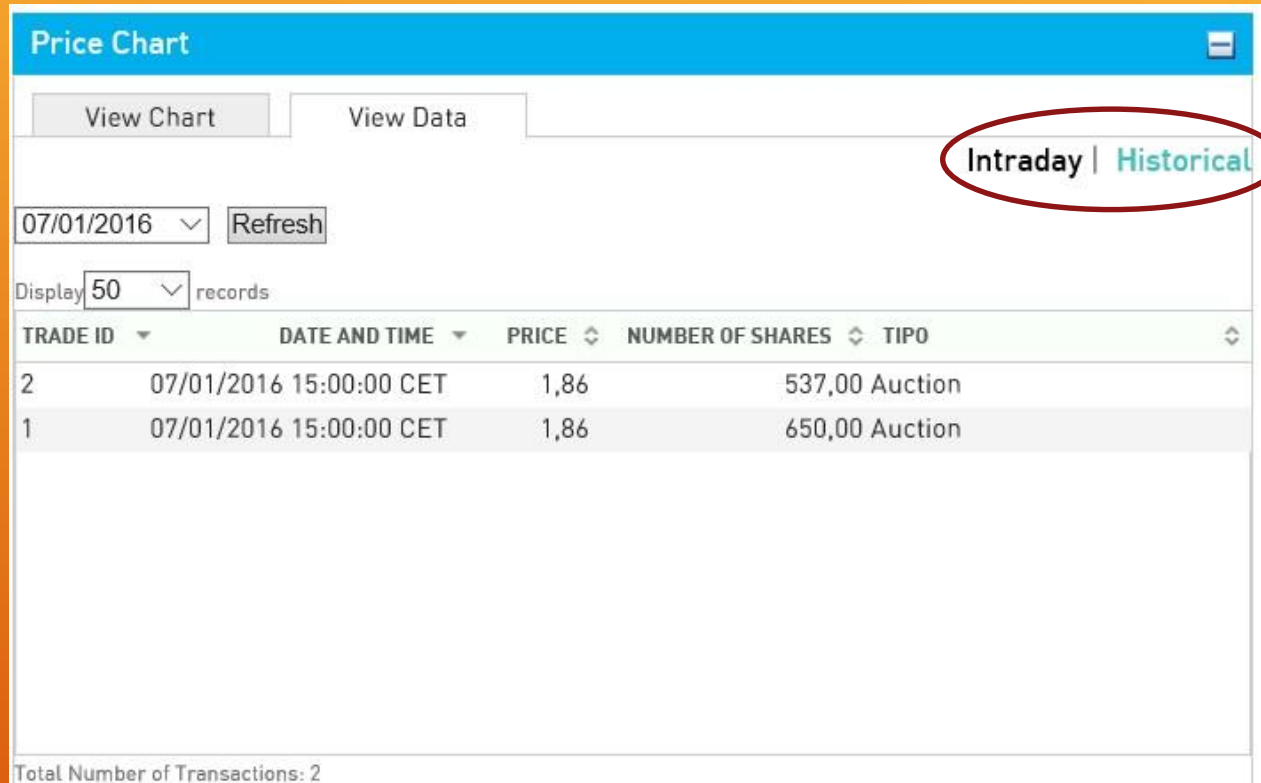 Price Chart
View Chart View Data
Intraday | Historical
07/01/2016 Refresh
Display 50 records
TRADE ID DATE AND TIME PRICE NUMBER OF SHARES TIPO
2 07/01/2016 15:00:00 CET 1,86 537,00 Auction
1 07/01/2016 15:00:00 CET 1,86 650,00 Auction
Total Number of Transactions: 2